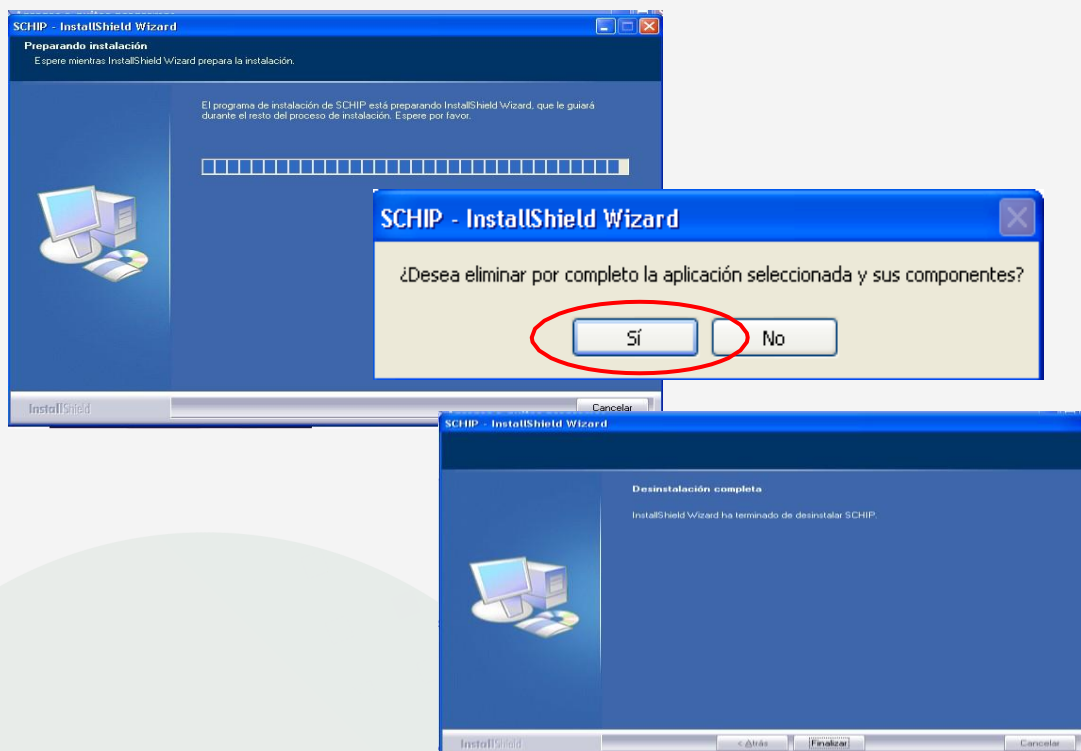 SCHIP - InstallShield Wizard
Preparando instalación
Espere mientras InstallShield Wizard prepara la instalación.
El programa de instalación de SCHIP está preparando InstallShield Wizard, que le guiará
durante el resto del proceso de instalación. Espere por favor.
InstallShield
Cancelar
SCHIP - InstallShield Wizard
¿Desea eliminar por completo la aplicación seleccionada y sus componentes?
Sí
No
SCHIP - InstallShield Wizard
Desinstalación completa
InstallShield Wizard ha terminado de desinstalar SCHIP.
InstallShield
< Atrás
Finalizar
Cancelar